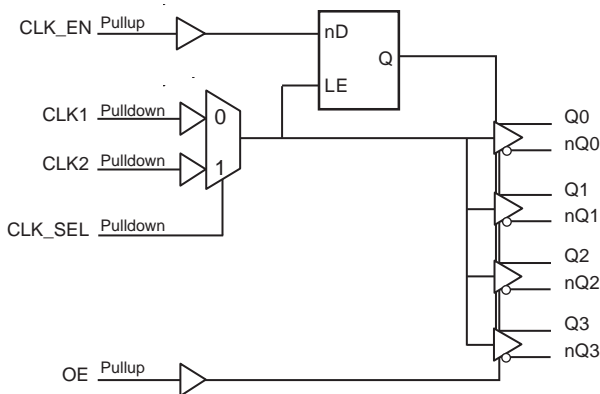 CLK_EN Pullup
nD
Q
LE
CLK1 Pulldown
0
CLK2 Pulldown
1
CLK_SEL Pulldown
Q0
nQ0
Q1
nQ1
Q2
nQ2
Q3
nQ3
OE Pullup